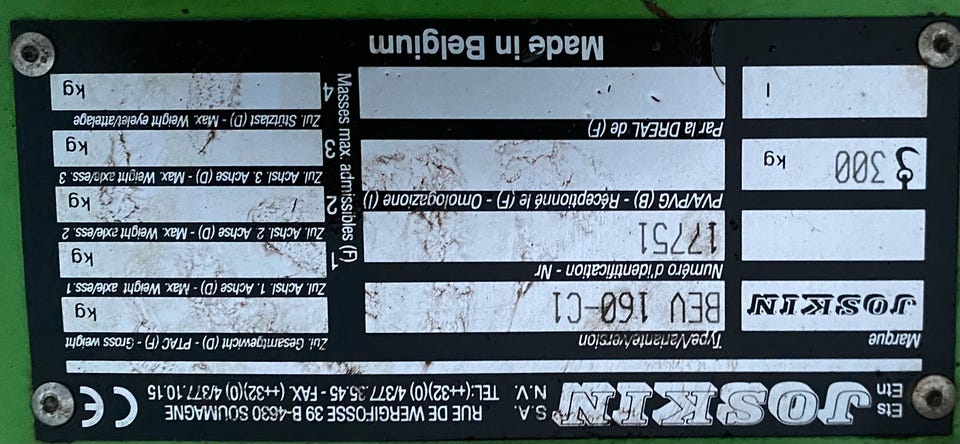 Ets
Etn
JOSKIN
S.A.
N.V.
RUE DE WERGIFOSSE 39 B-4630 SOUMAGNE
TEL:(++32)(0) 4/377.35.45 - FAX. (++32)(0) 4/377.10.15
CE
Marque
JOSKIN
Type/Variante/version
BEV 160-C1
Numéro d'identification - Nr
17751
PVA/PVG (B) - Réceptionné le (F) - Omologazione (I)
300 kg
Par la DREAL de (F)
l
Zul. Gesamtgewicht (D) - PTAC - (F) Gross weight
kg
Masses max. admissibles (F)
Zul. Achsl. 1. Achse (D) - Max. Weight axle/ess.1
1 kg
Zul. Achsl. 2. Achse (D) - Max. Weight axle/ess. 2
2 kg
Zul. Achsl. 3. Achse (D) - Max. Weight axle/ess. 3
3 kg
Zul. Stützlast (D) - Max. Weight eyelet/attelage
4 kg
Made in Belgium